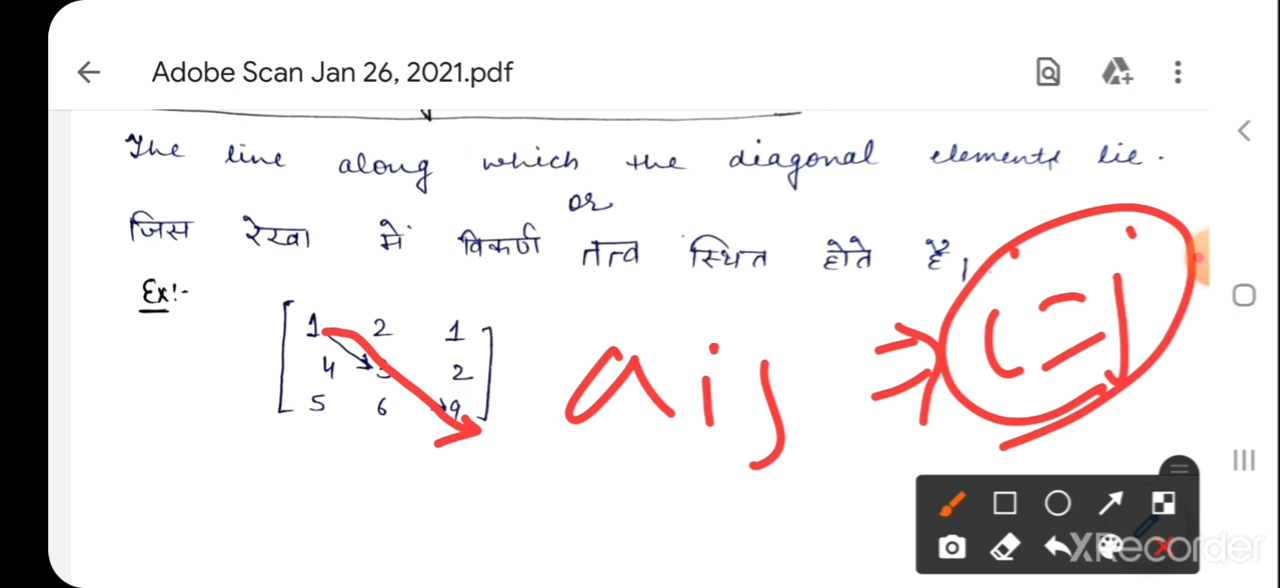 Adobe Scan Jan 26, 2021.pdf
The line along which the diagonal elements lie.
or
जिस रेखा में विकर्ण तत्व स्थित होते हैं,
Ex:-
1 2 1
4 3 2
5 6 9
aij ⇒ i=j
XRecorder